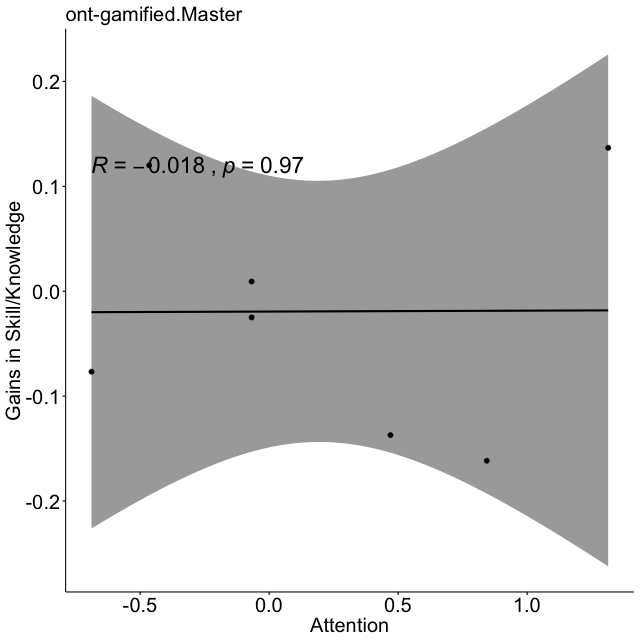 ont-gamified.Master
0.2
R = −0.018 , p = 0.97
0.1
0.0
-0.1
-0.2
Gains in Skill/Knowledge
-0.5 0.0 0.5 1.0
Attention